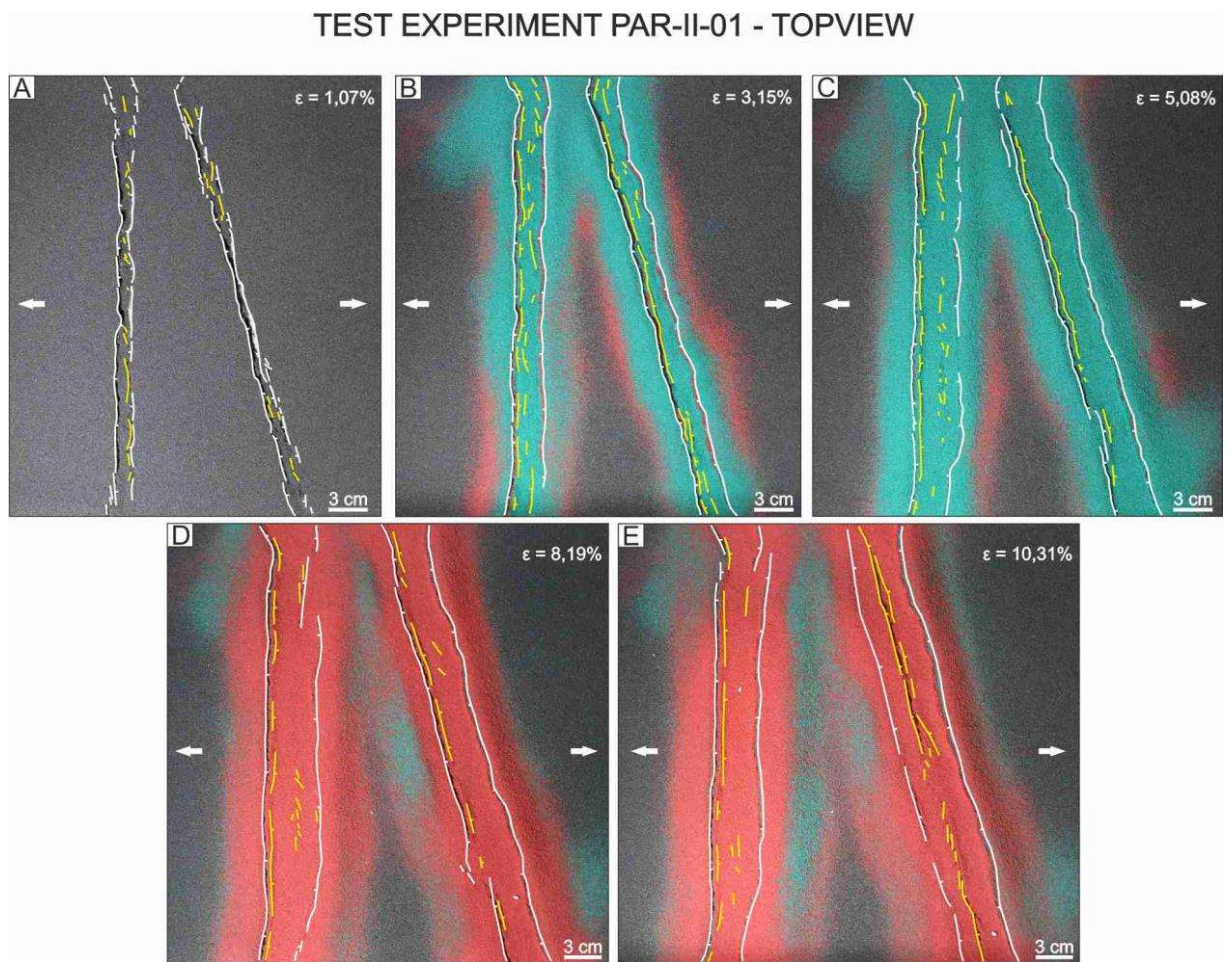 TEST EXPERIMENT PAR-II-01 - TOPVIEW
A
ε = 1,07%
3 cm
B
ε = 3,15%
3 cm
C
ε = 5,08%
3 cm
D
ε = 8,19%
3 cm
E
ε = 10,31%
3 cm